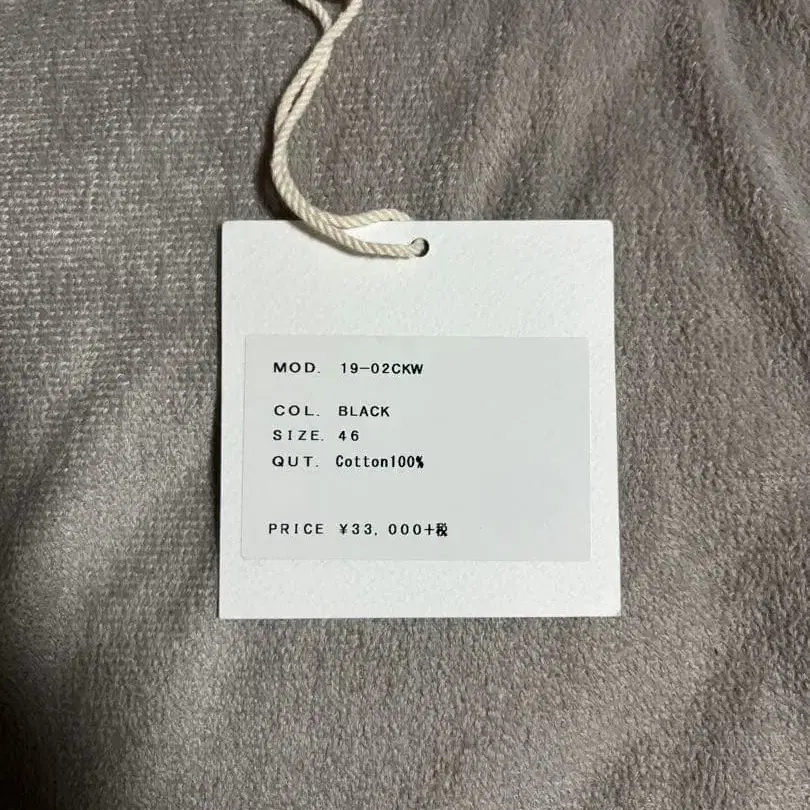 MOD. 19-02CKW
COL. BLACK
SIZE. 46
QUT. Cotton100%
PRICE ¥33,000+税